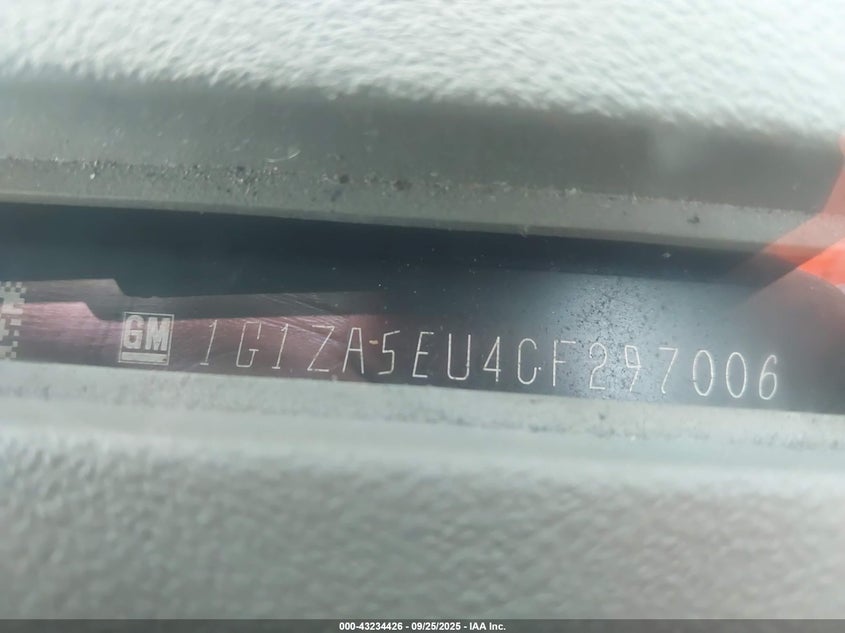 GM 1G1ZA5EU4CF297006
000-43234426 - 09/25/2025 - IAA Inc.